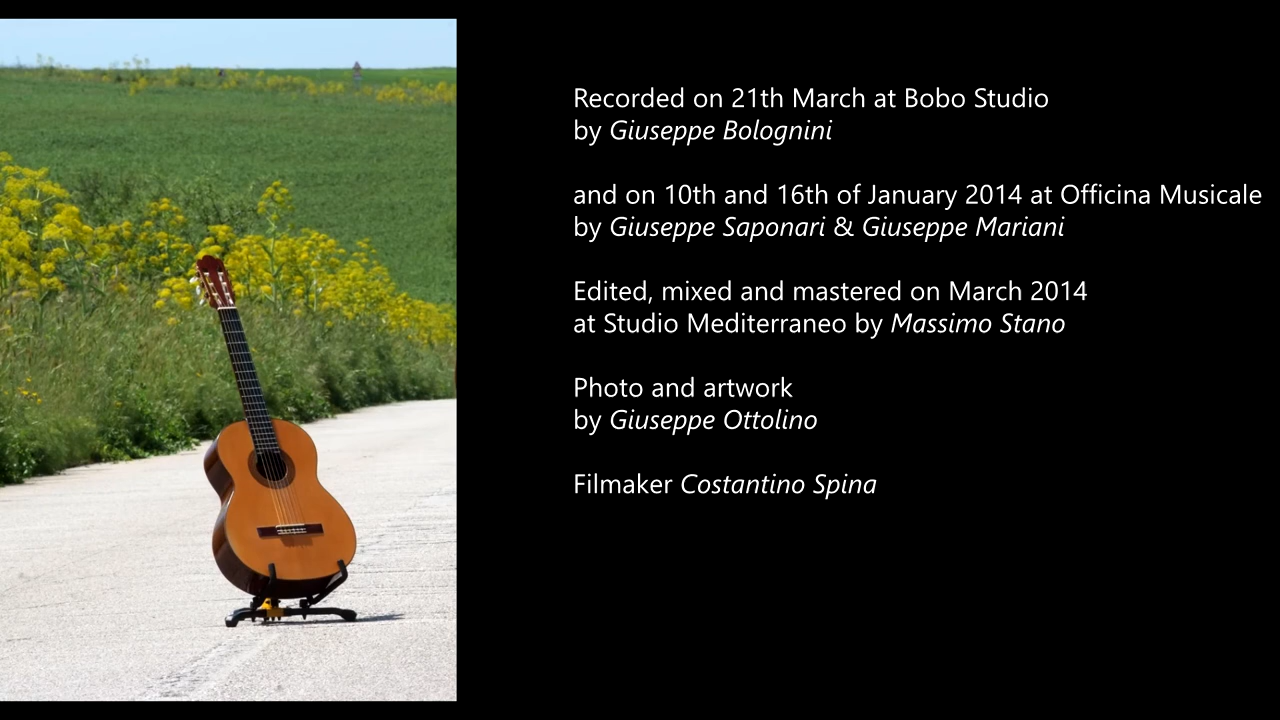 Recorded on 21th March at Bobo Studio
by Giuseppe Bolognini
and on 10th and 16th of January 2014 at Officina Musicale
by Giuseppe Saponari & Giuseppe Mariani
Edited, mixed and mastered on March 2014
at Studio Mediterraneo by Massimo Stano
Photo and artwork
by Giuseppe Ottolino
Filmaker Costantino Spina